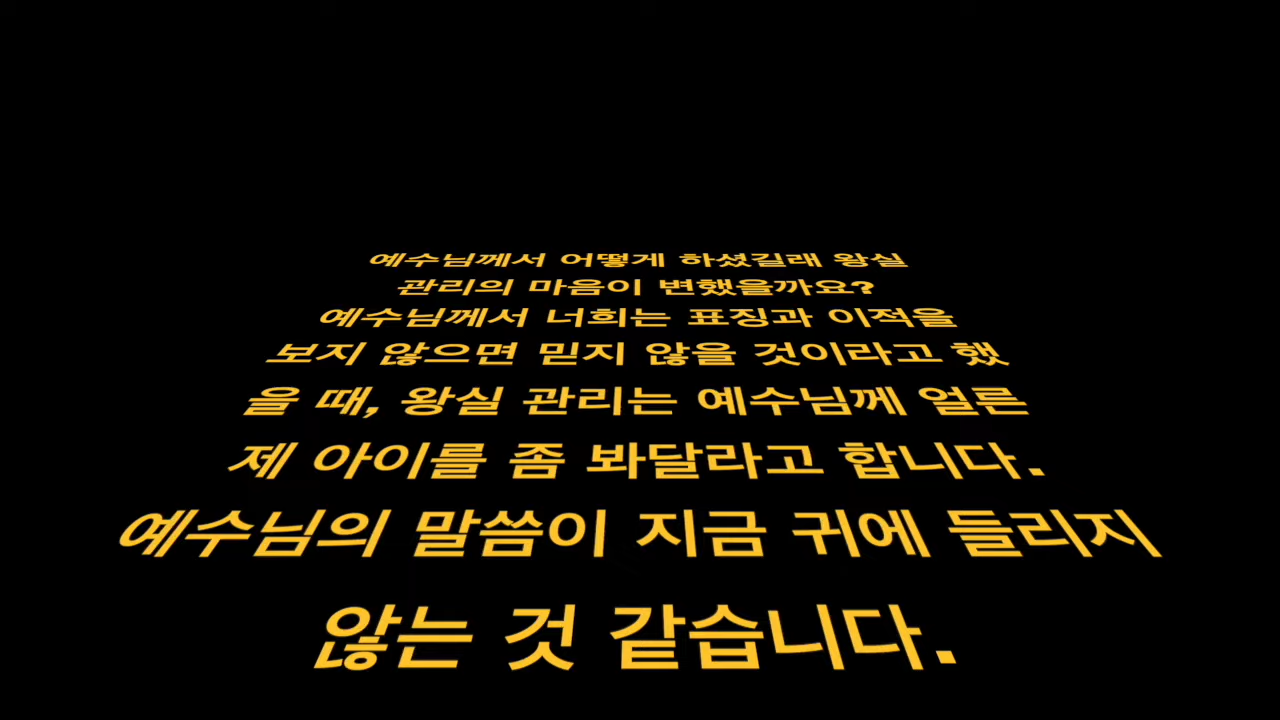 예수님께서 어떻게 하셨길래 왕실
관리의 마음이 변했을까요?
예수님께서 너희는 표징과 이적을
보지 않으면 믿지 않을 것이라고 했
을 때, 왕실 관리는 예수님께 얼른
제 아이를 좀 봐달라고 합니다.
예수님의 말씀이 지금 귀에 들리지
않는 것 같습니다.